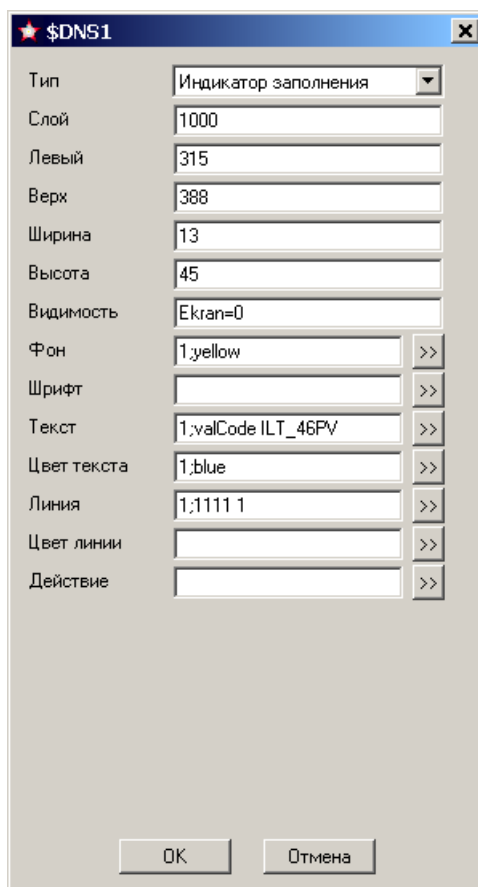 $DNS1
Тип Индикатор заполнения
Слой 1000
Левый 315
Верх 388
Ширина 13
Высота 45
Видимость Ekran=0
Фон 1;yellow >>
Шрифт >>
Текст 1;valCode ILT_46PV >>
Цвет текста 1;blue >>
Линия 1;1111 1 >>
Цвет линии >>
Действие >>
OK Отмена